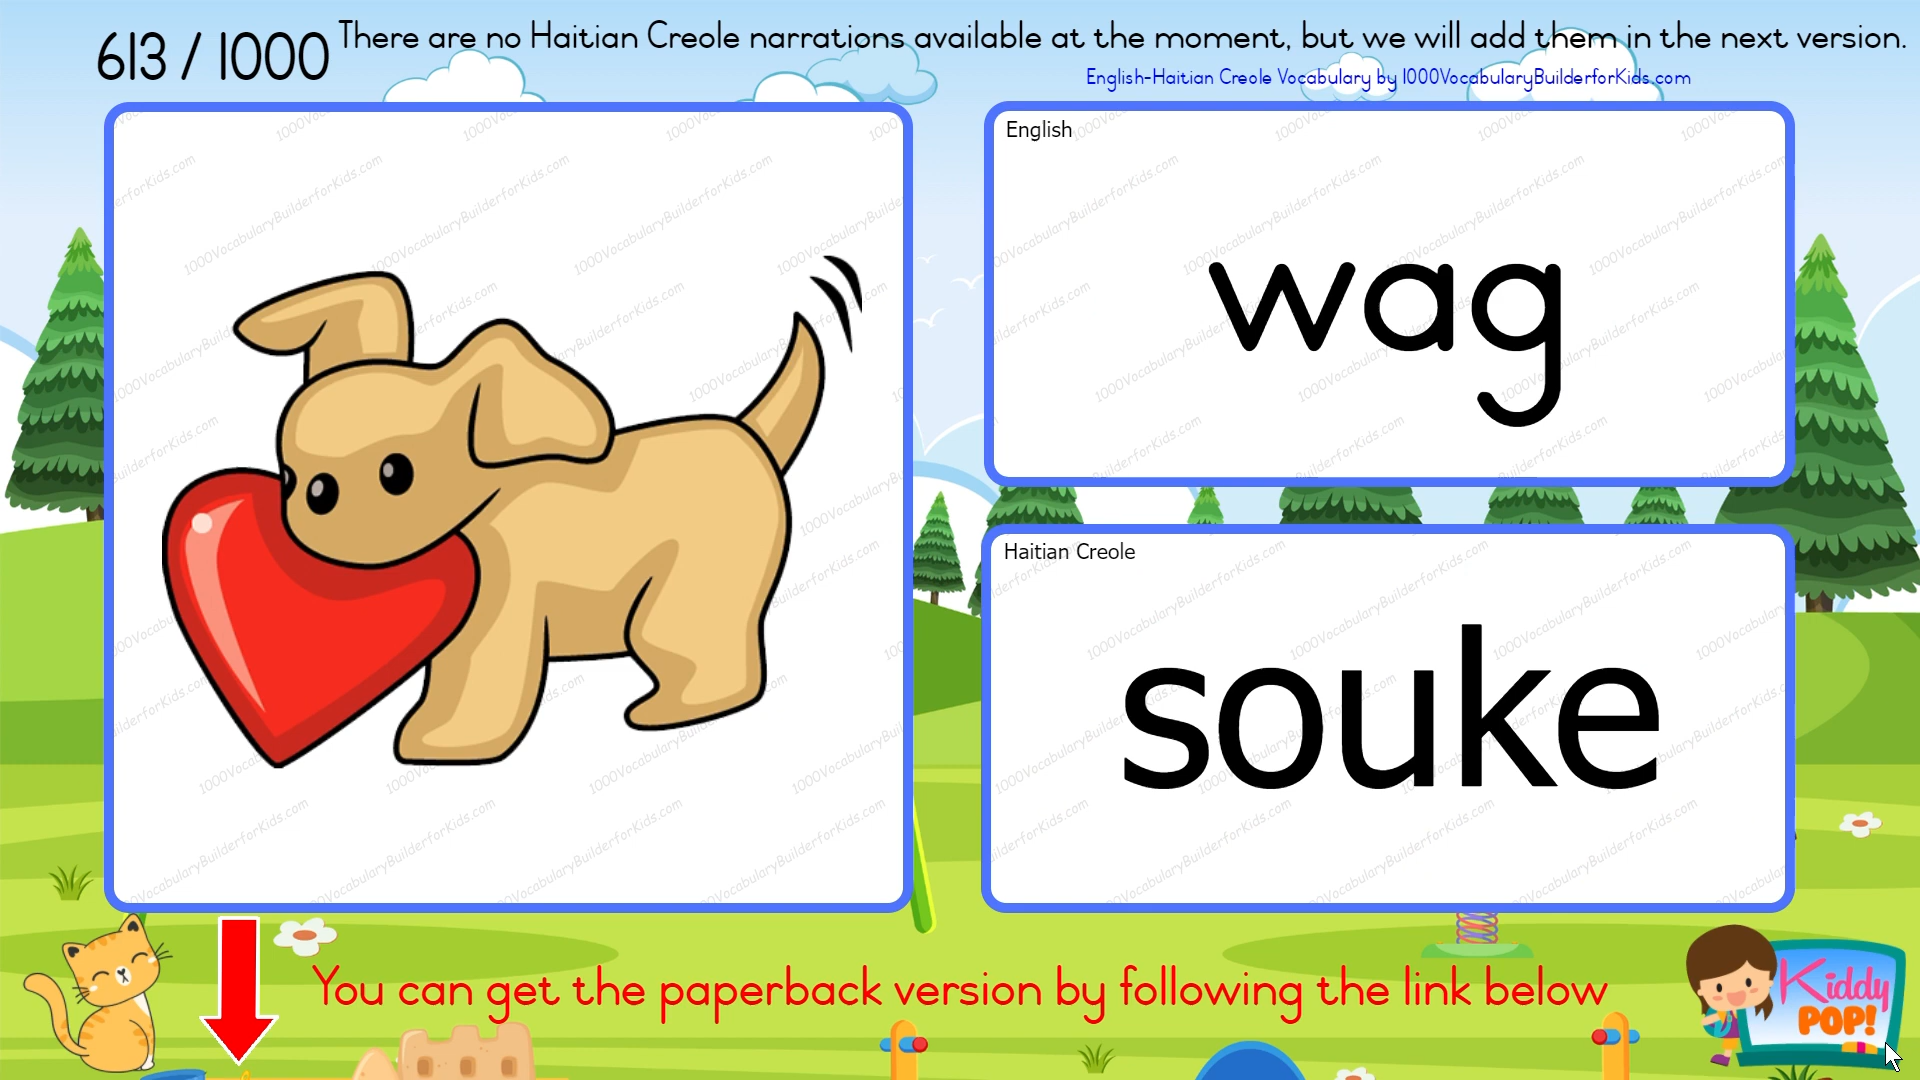 613 / 1000
There are no Haitian Creole narrations available at the moment, but we will add them in the next version.
English-Haitian Creole Vocabulary by 1000VocabularyBuilderforKids.com
English
wag
Haitian Creole
souke
You can get the paperback version by following the link below
Kiddy
POP!
1000VocabularyBuilderforKids.com